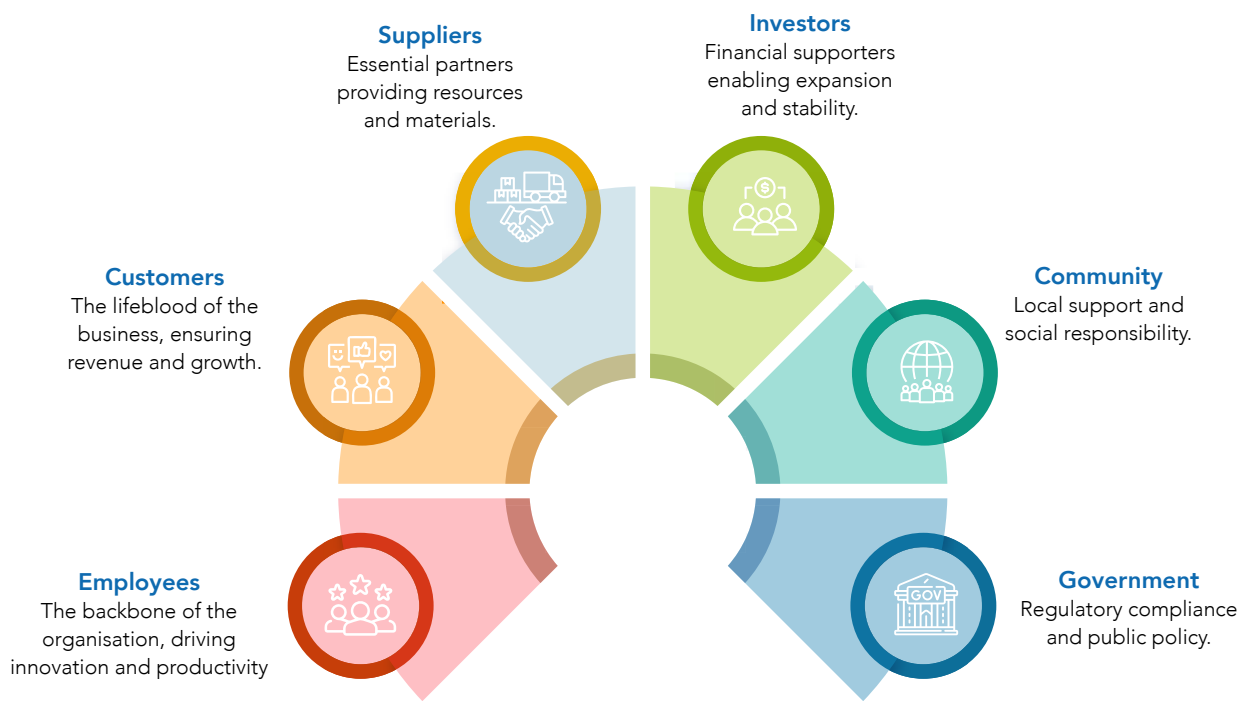 Suppliers
Essential partners
providing resources
and materials.
Investors
Financial supporters
enabling expansion
and stability.
Customers
The lifeblood of the
business, ensuring
revenue and growth.
Community
Local support and
social responsibility.
Employees
The backbone of the
organisation, driving
innovation and productivity
$
GOV
Government
Regulatory compliance
and public policy.